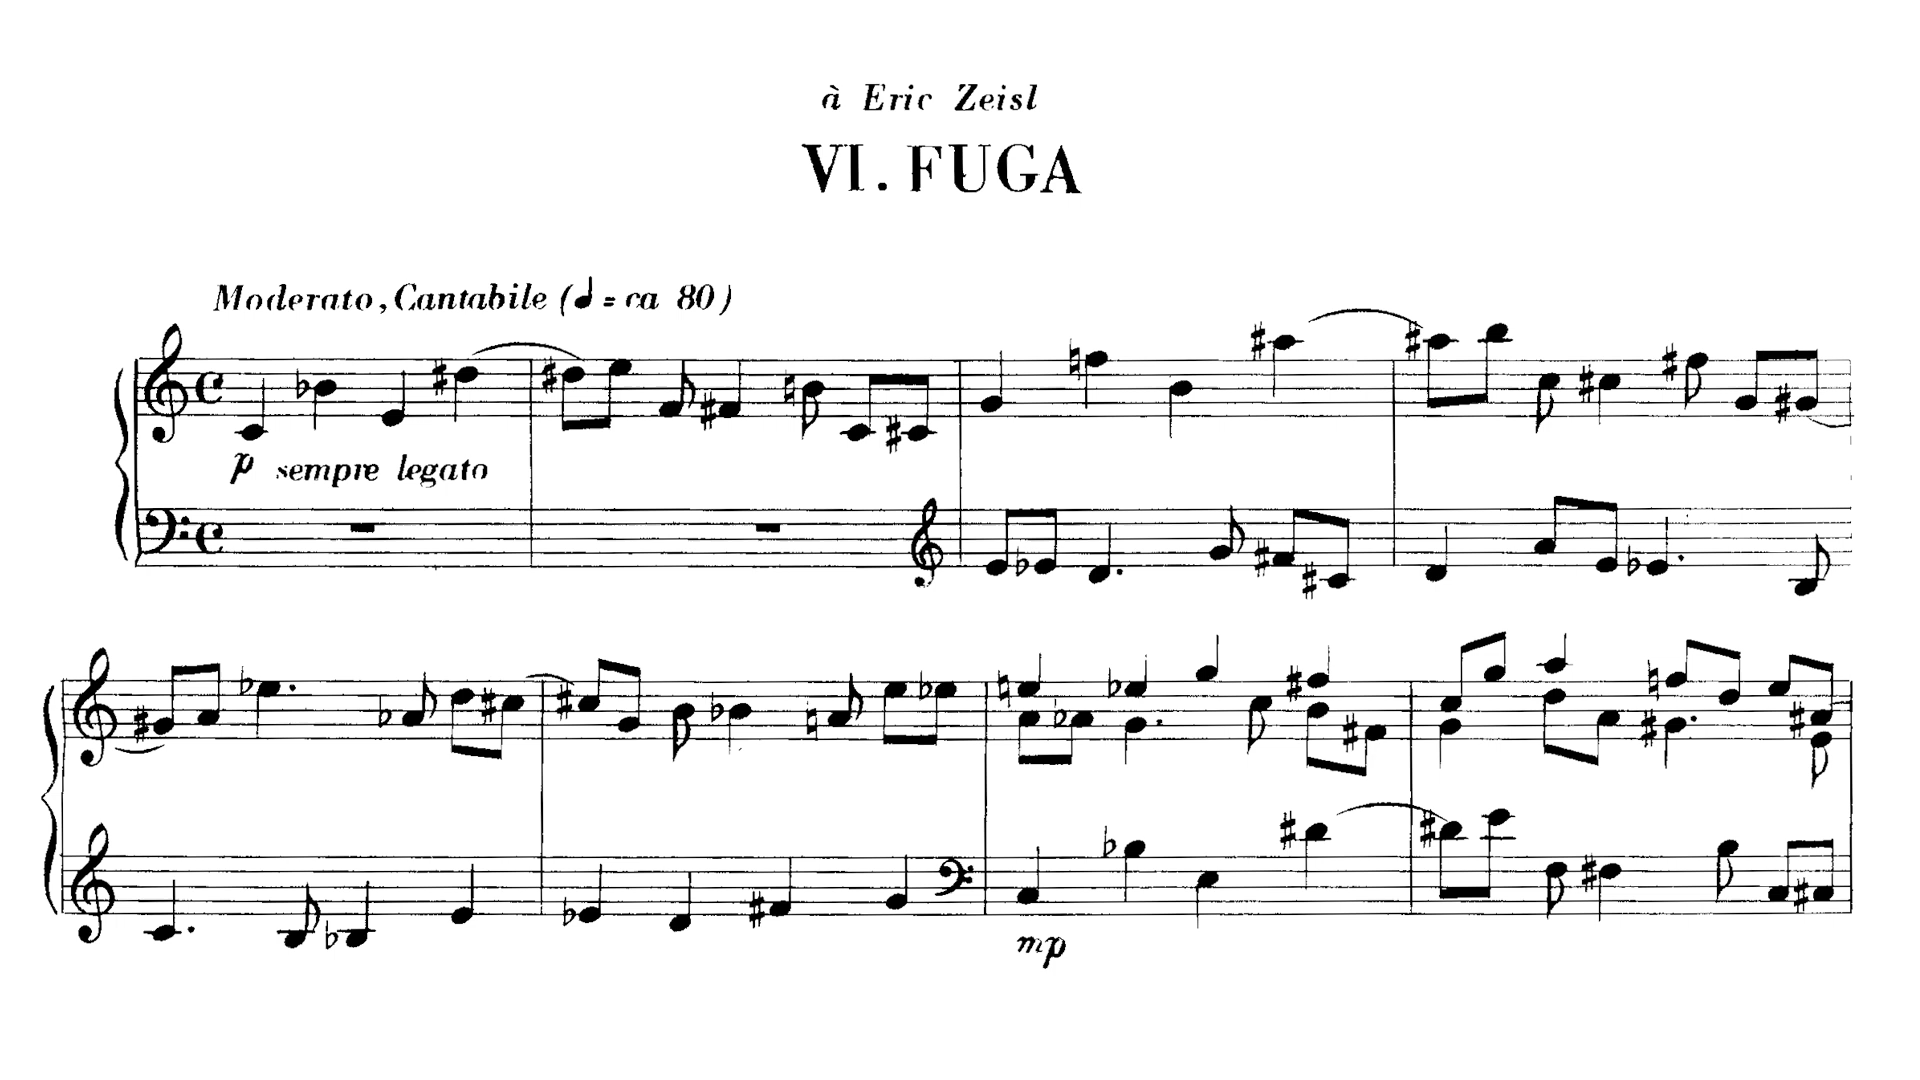 à Eric Zeisl
VI. FUGA
Moderato, Cantabile (♩ = ca 80)
p sempre legato
mp